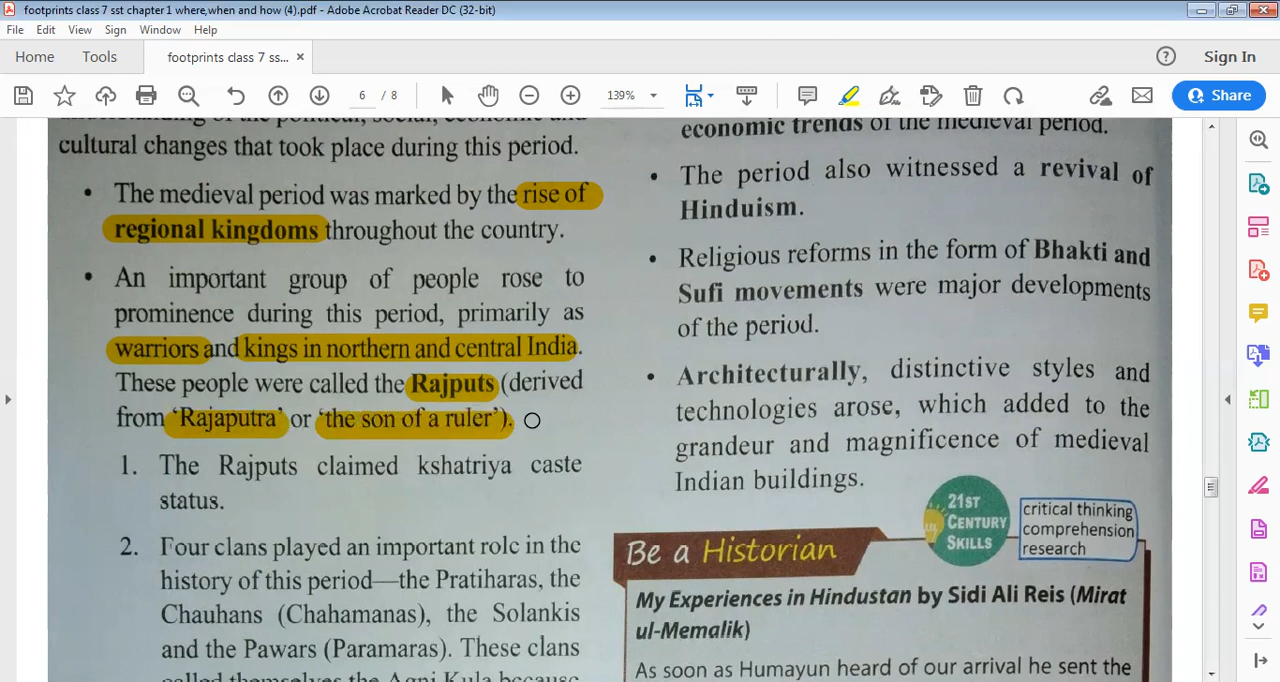 footprints class 7 sst chapter 1 where,when and how (4).pdf - Adobe Acrobat Reader DC (32-bit)
File Edit View Sign Window Help
Home Tools footprints class 7 ss... × Sign In
6 / 8 139% Share
cultural changes that took place during this period.
• The medieval period was marked by the rise of
regional kingdoms throughout the country.
• An important group of people rose to
prominence during this period, primarily as
warriors and kings in northern and central India.
These people were called the Rajputs (derived
from ‘Rajaputra’ or ‘the son of a ruler’).
1. The Rajputs claimed kshatriya caste
status.
2. Four clans played an important role in the
history of this period—the Pratiharas, the
Chauhans (Chahamanas), the Solankis
and the Pawars (Paramaras). These clans
called themselves the Agni Kula because
economic trends of the medieval period.
• The period also witnessed a revival of
Hinduism.
• Religious reforms in the form of Bhakti and
Sufi movements were major developments
of the period.
• Architecturally, distinctive styles and
technologies arose, which added to the
grandeur and magnificence of medieval
Indian buildings.
21ST
CENTURY
SKILLS
critical thinking
comprehension
research
Be a Historian
My Experiences in Hindustan by Sidi Ali Reis (Mirat
ul-Memalik)
As soon as Humayun heard of our arrival he sent the